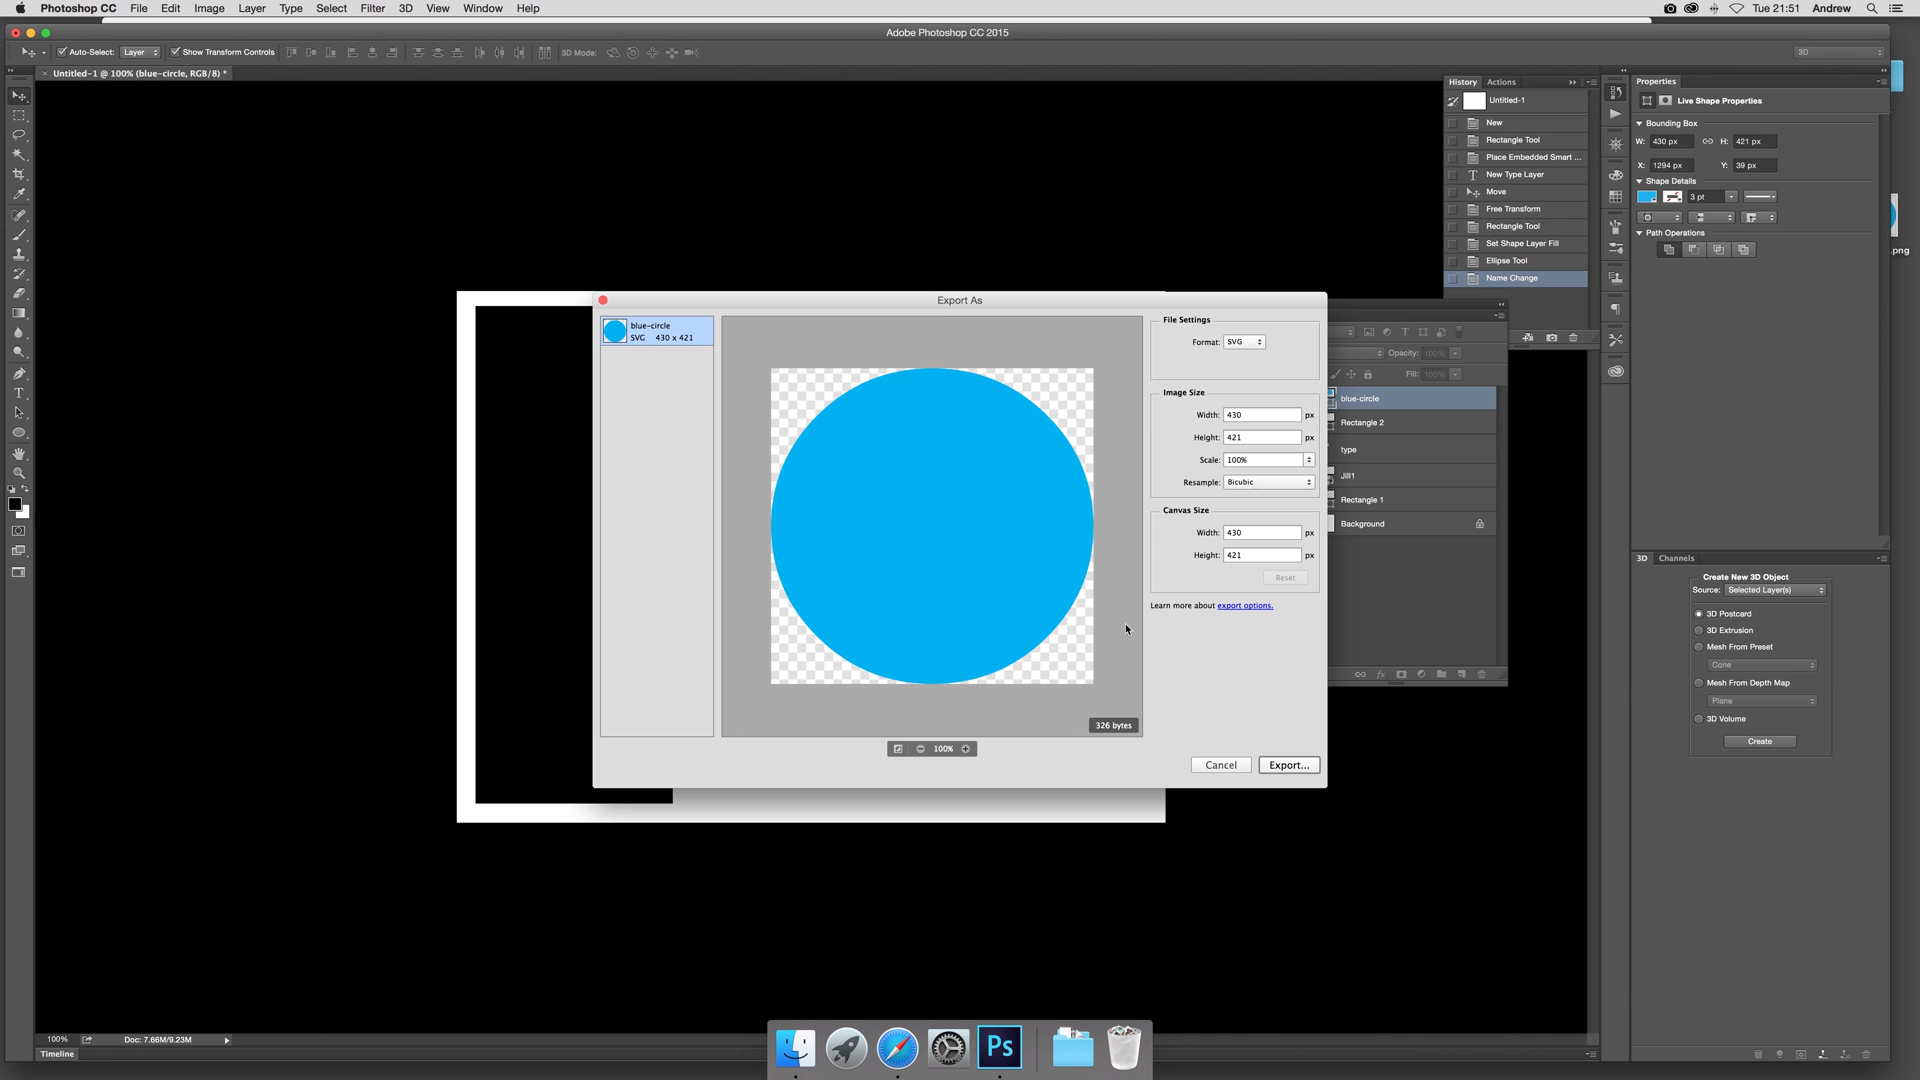 Photoshop CC File Edit Image Layer Type Select Filter 3D View Window Help Tue 21:51 Andrew
Adobe Photoshop CC 2015
Auto-Select: Layer Show Transform Controls 3D Mode: 3D
Untitled-1 @ 100% (blue-circle, RGB/8) *
History Actions
Untitled-1
New
Rectangle Tool
Place Embedded Smart ...
New Type Layer
Move
Free Transform
Rectangle Tool
Set Shape Layer Fill
Ellipse Tool
Name Change
Properties
Live Shape Properties
Bounding Box
W: 430 px H: 421 px
X: 1294 px Y: 39 px
Shape Details
3 pt
Path Operations
.png
Export As
blue-circle
SVG 430 x 421
326 bytes
100%
File Settings
Format: SVG
Image Size
Width: 430 px
Height: 421 px
Scale: 100%
Resample: Bicubic
Canvas Size
Width: 430 px
Height: 421 px
Reset
Learn more about export options.
Cancel Export...
Opacity: 100%
Fill: 100%
blue-circle
Rectangle 2
type
Jill1
Rectangle 1
Background
3D Channels
Create New 3D Object
Source: Selected Layer(s)
3D Postcard
3D Extrusion
Mesh From Preset
Cone
Mesh From Depth Map
Plane
3D Volume
Create
100% Doc: 7.66M/9.23M
Timeline
Ps